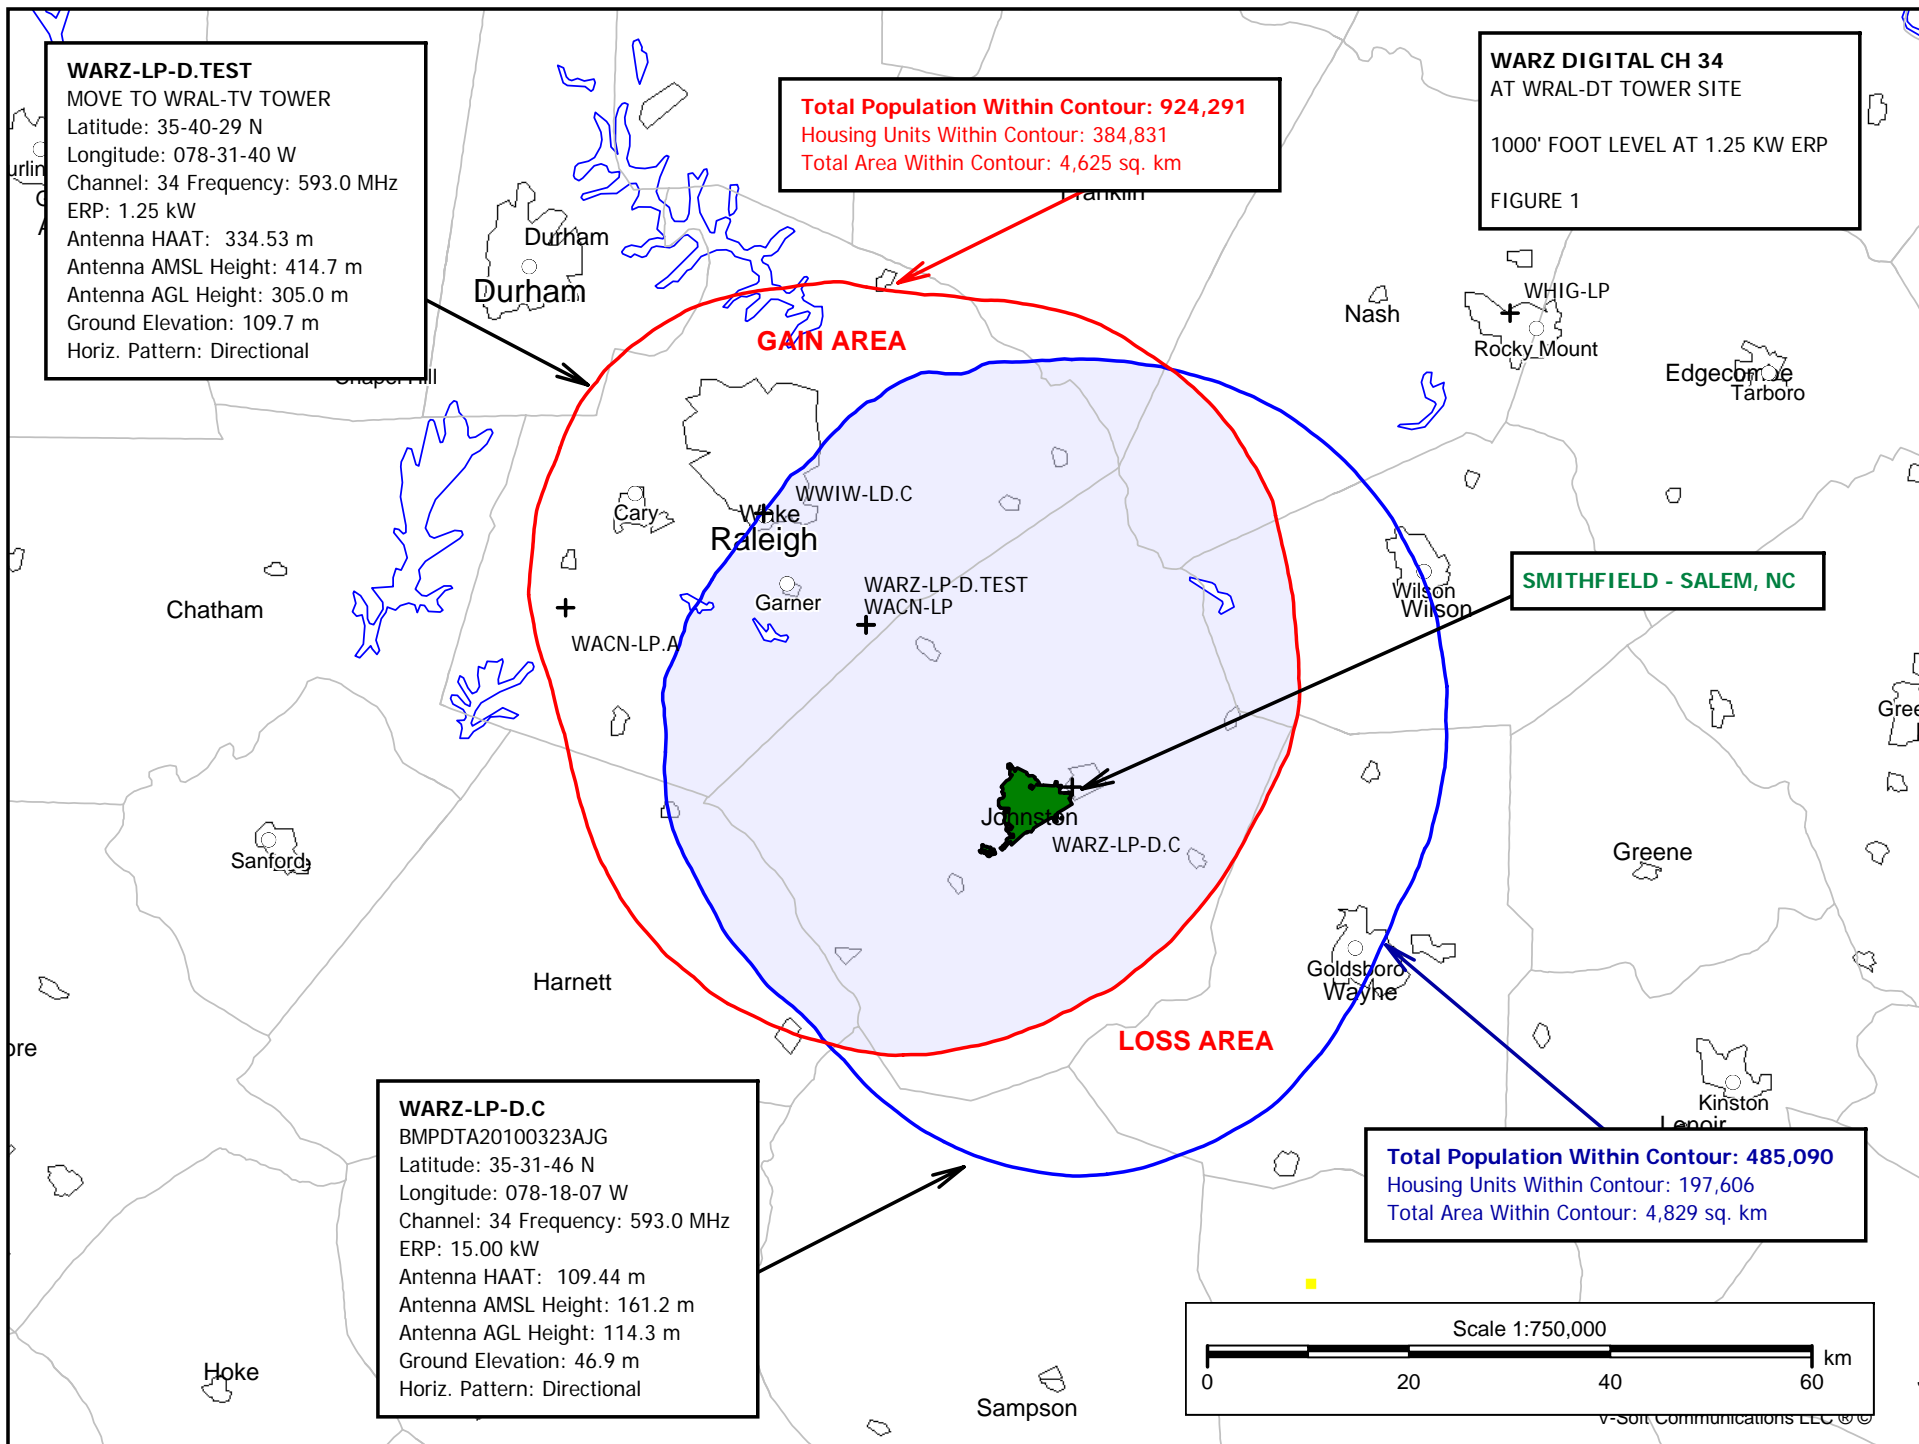 WARZ-LP-D.TEST
MOVE TO WRAL-TV TOWER
Latitude: 35-40-29 N
Longitude: 078-31-40 W
Channel: 34 Frequency: 593.0 MHz
ERP: 1.25 kW
Antenna HAAT: 334.53 m
Antenna AMSL Height: 414.7 m
Antenna AGL Height: 305.0 m
Ground Elevation: 109.7 m
Horiz. Pattern: Directional
Total Population Within Contour: 924,291
Housing Units Within Contour: 384,831
Total Area Within Contour: 4,625 sq. km
WARZ DIGITAL CH 34
AT WRAL-DT TOWER SITE
1000' FOOT LEVEL AT 1.25 KW ERP
FIGURE 1
Franklin
Durham
Durham
Chapel Hill
GAIN AREA
Nash
WHIG-LP
Rocky Mount
Edgecombe
Tarboro
Cary
WWIW-LD.C
Wake
Raleigh
Garner
WARZ-LP-D.TEST
WACN-LP
WACN-LP.A
Chatham
Wilson
Wilson
SMITHFIELD - SALEM, NC
Gree
Johnston
WARZ-LP-D.C
Sanford
Greene
Harnett
Goldsboro
Wayne
LOSS AREA
ore
Kinston
Lenoir
WARZ-LP-D.C
BMPDTA20100323AJG
Latitude: 35-31-46 N
Longitude: 078-18-07 W
Channel: 34 Frequency: 593.0 MHz
ERP: 15.00 kW
Antenna HAAT: 109.44 m
Antenna AMSL Height: 161.2 m
Antenna AGL Height: 114.3 m
Ground Elevation: 46.9 m
Horiz. Pattern: Directional
Total Population Within Contour: 485,090
Housing Units Within Contour: 197,606
Total Area Within Contour: 4,829 sq. km
Hoke
Sampson
Scale 1:750,000
km
0 20 40 60
V-Soft Communications LLC ® ©